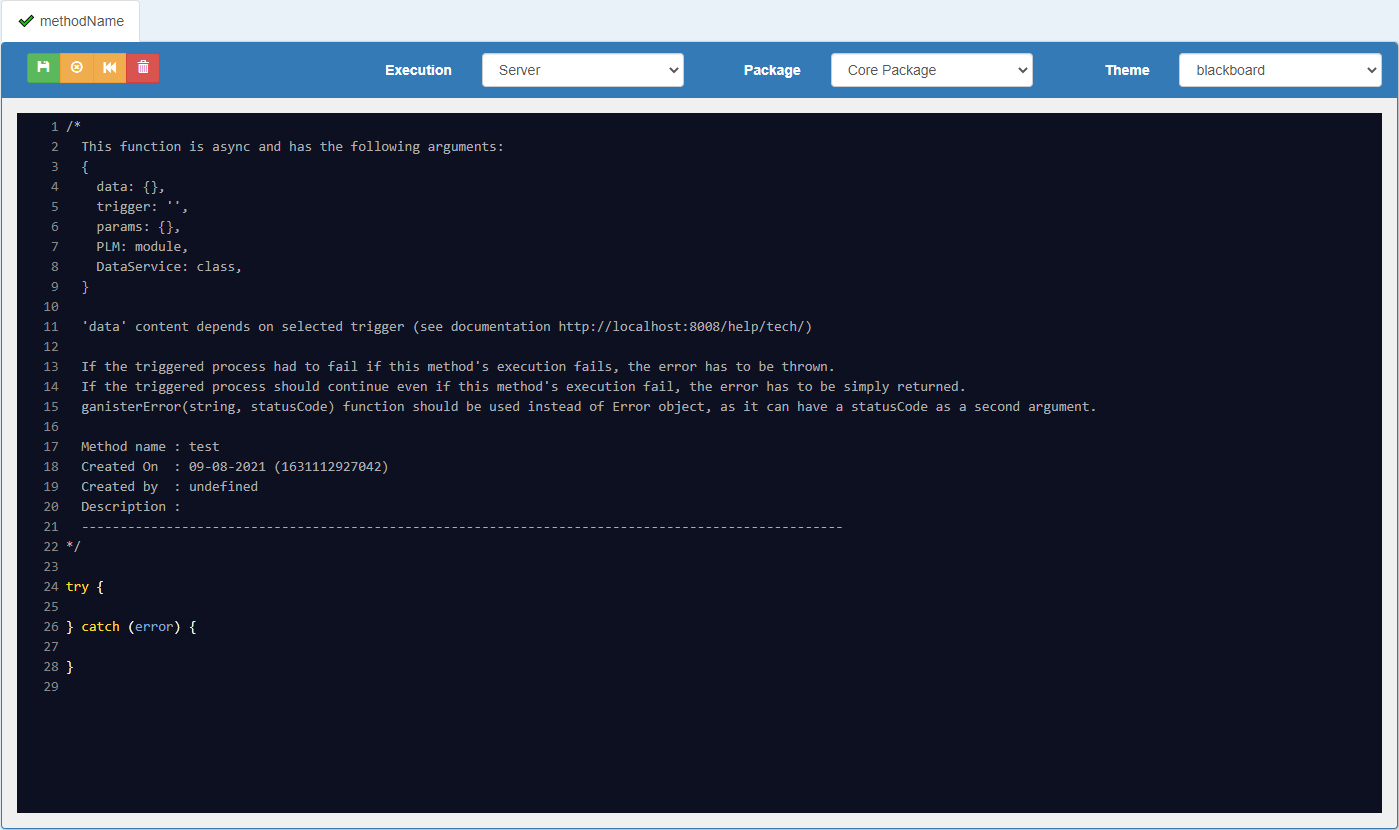 methodName
Execution Server Package Core Package Theme blackboard
1 /*
2   This function is async and has the following arguments:
3   {
4     data: {},
5     trigger: '',
6     params: {},
7     PLM: module,
8     DataService: class,
9   }
10
11   'data' content depends on selected trigger (see documentation http://localhost:8008/help/tech/)
12
13   If the triggered process had to fail if this method's execution fails, the error has to be thrown.
14   If the triggered process should continue even if this method's execution fail, the error has to be simply returned.
15   ganisterError(string, statusCode) function should be used instead of Error object, as it can have a statusCode as a second argument.
16
17   Method name : test
18   Created On  : 09-08-2021 (1631112927042)
19   Created by  : undefined
20   Description :
21   ---------------------------------------------------------------------------------------------------
22 */
23
24 try {
25
26 } catch (error) {
27
28 }
29